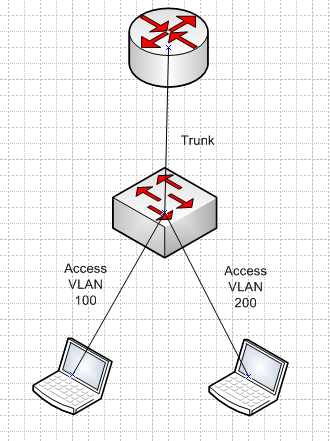 Trunk
Access
VLAN
100
Access
VLAN
200